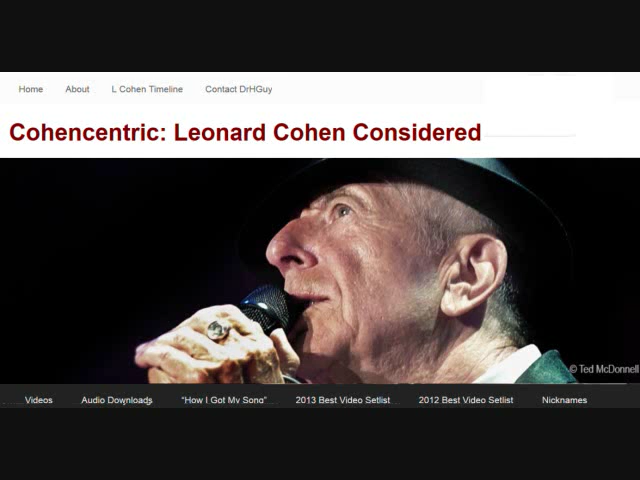 Home About L Cohen Timeline Contact DrHGuy
Cohencentric: Leonard Cohen Considered
© Ted McDonnell
Videos Audio Downloads "How I Got My Song" 2013 Best Video Setlist 2012 Best Video Setlist Nicknames